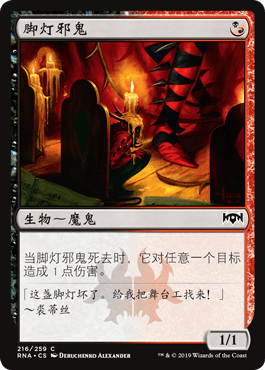 脚灯邪鬼
生物～魔鬼
当脚灯邪鬼死去时，它对任意一个目标
造成1点伤害。
「这盏脚灯坏了。给我把舞台工找来！」
～裘蒂丝
1/1
216/259 C
RNA • CS DERUCHENKO ALEXANDER
™ & © 2019 Wizards of the Coast